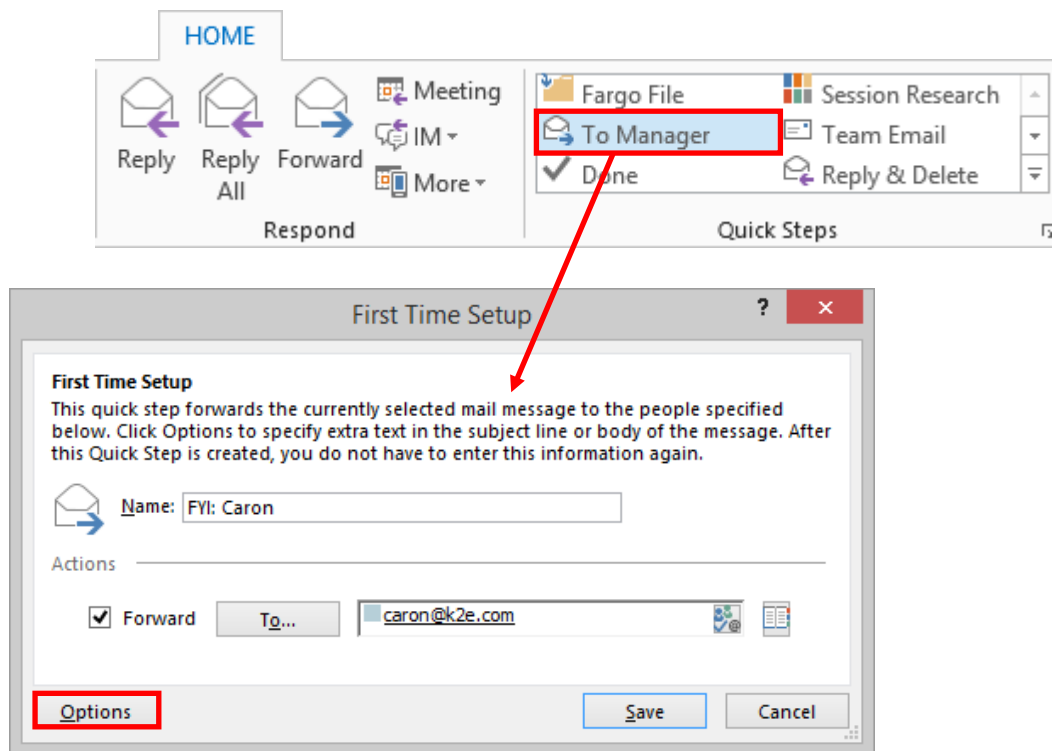 HOME
Meeting
IM
More
Reply
Reply
All
Forward
Respond
Fargo File
Session Research
To Manager
Team Email
Done
Reply & Delete
Quick Steps
First Time Setup
?
First Time Setup
This quick step forwards the currently selected mail message to the people specified
below. Click Options to specify extra text in the subject line or body of the message. After
this Quick Step is created, you do not have to enter this information again.
Name: FYI: Caron
Actions
Forward To... caron@k2e.com
Options Save Cancel